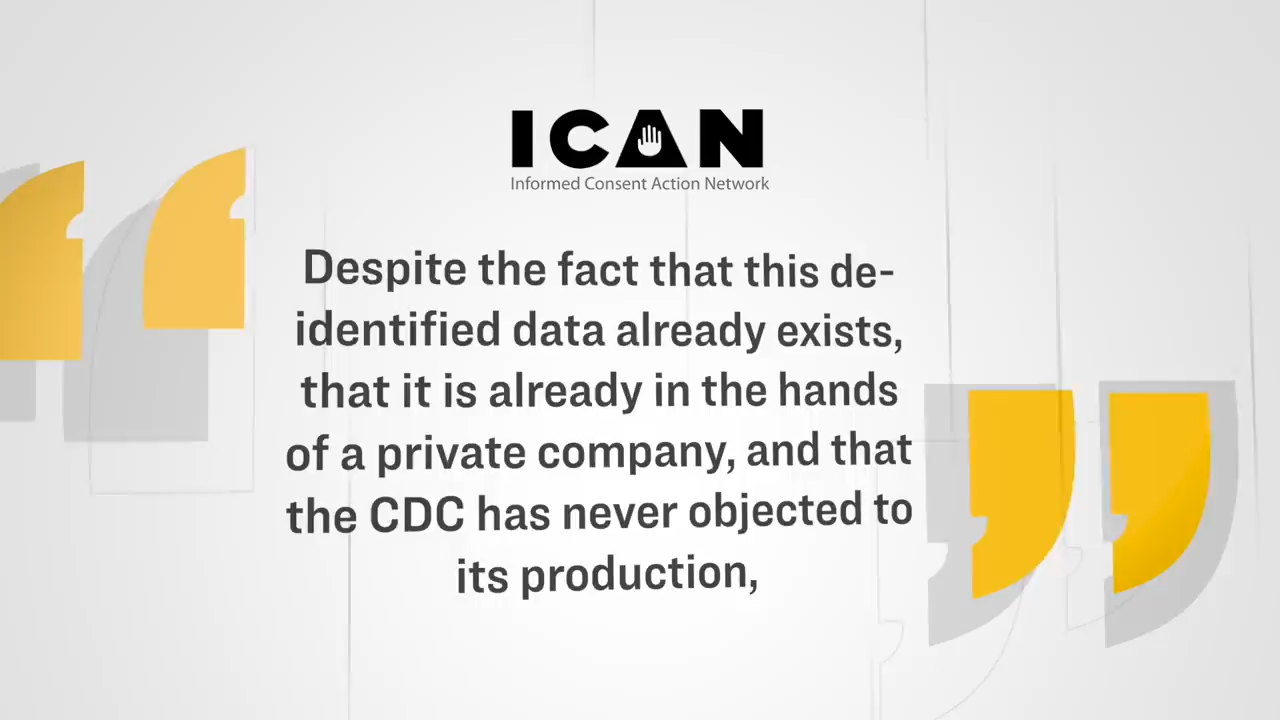 ICAN
Informed Consent Action Network
Despite the fact that this de-
identified data already exists,
that it is already in the hands
of a private company, and that
the CDC has never objected to
its production,